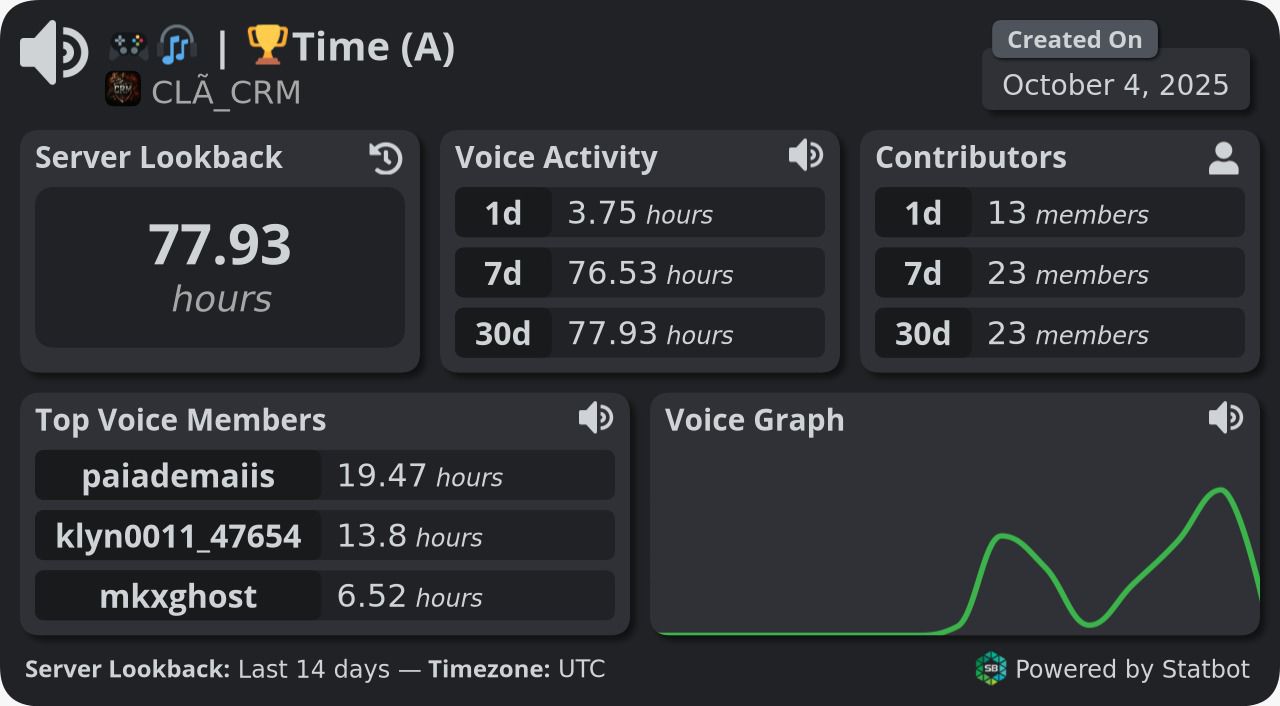 🎮 🎧 | 🏆Time (A)
CRM CLÃ_CRM
Created On
October 4, 2025
Server Lookback
77.93
hours
Voice Activity
1d 3.75 hours
7d 76.53 hours
30d 77.93 hours
Contributors
1d 13 members
7d 23 members
30d 23 members
Top Voice Members
paiademaiis 19.47 hours
klyn0011_47654 13.8 hours
mkxghost 6.52 hours
Voice Graph
Server Lookback: Last 14 days — Timezone: UTC
SB Powered by Statbot